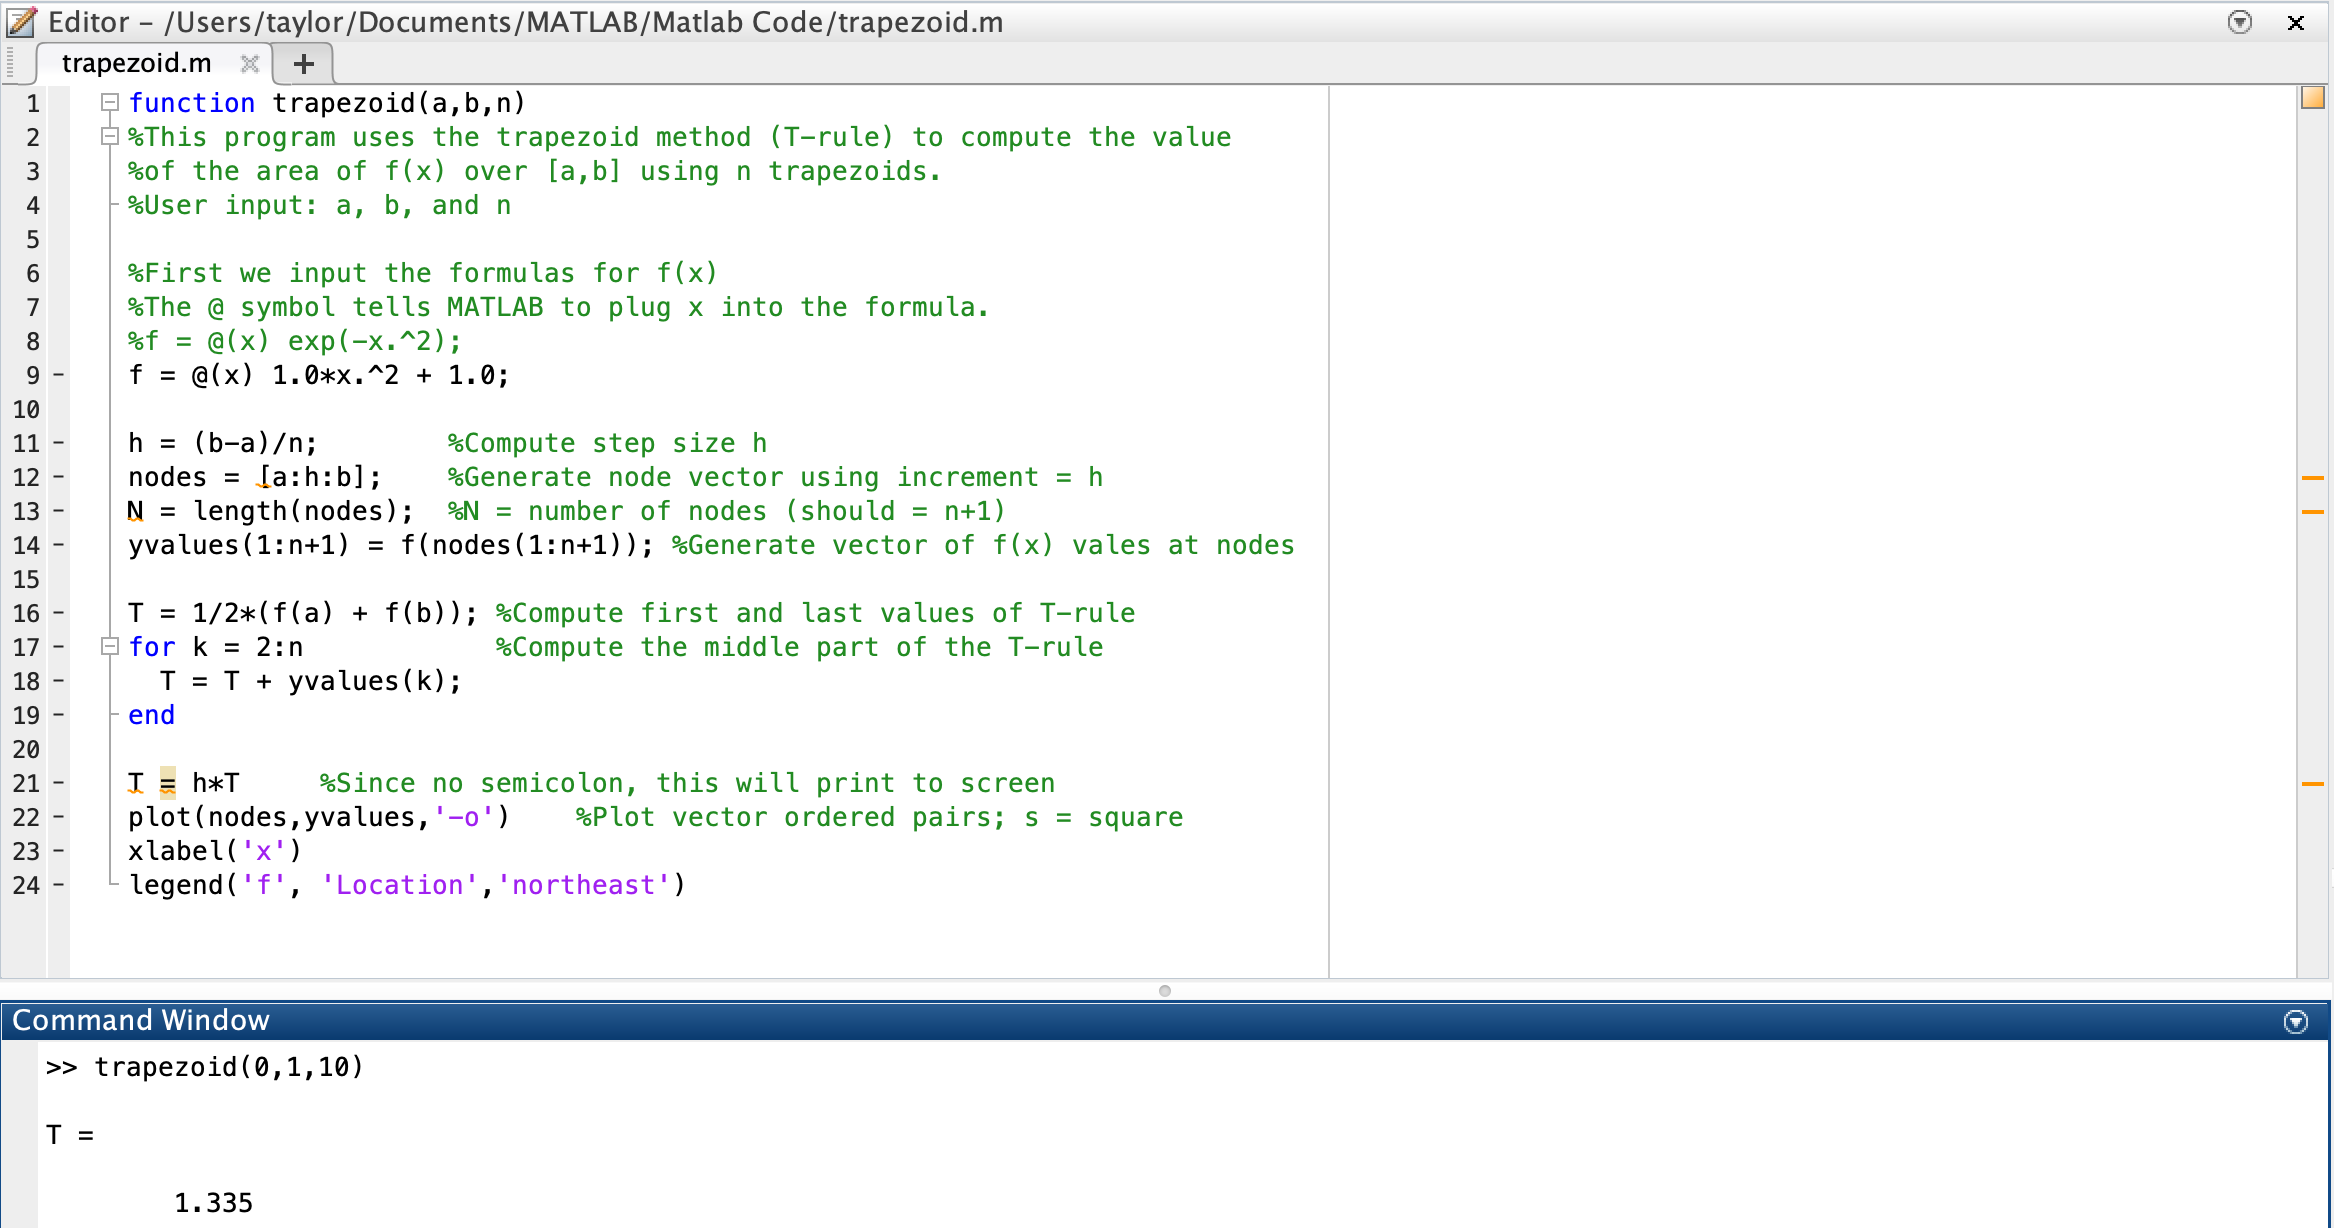 Editor - /Users/taylor/Documents/MATLAB/Matlab Code/trapezoid.m
trapezoid.m
1 function trapezoid(a,b,n)
2 %This program uses the trapezoid method (T-rule) to compute the value
3 %of the area of f(x) over [a,b] using n trapezoids.
4 %User input: a, b, and n
5
6 %First we input the formulas for f(x)
7 %The @ symbol tells MATLAB to plug x into the formula.
8 %f = @(x) exp(-x.^2);
9 - f = @(x) 1.0*x.^2 + 1.0;
10
11 - h = (b-a)/n;        %Compute step size h
12 - nodes = [a:h:b];    %Generate node vector using increment = h
13 - N = length(nodes);  %N = number of nodes (should = n+1)
14 - yvalues(1:n+1) = f(nodes(1:n+1)); %Generate vector of f(x) vales at nodes
15
16 - T = 1/2*(f(a) + f(b)); %Compute first and last values of T-rule
17 - for k = 2:n            %Compute the middle part of the T-rule
18 -   T = T + yvalues(k);
19 - end
20
21 - T = h*T     %Since no semicolon, this will print to screen
22 - plot(nodes,yvalues,'-o')    %Plot vector ordered pairs; s = square
23 - xlabel('x')
24 - legend('f', 'Location','northeast')
Command Window
>> trapezoid(0,1,10)
T =
1.335